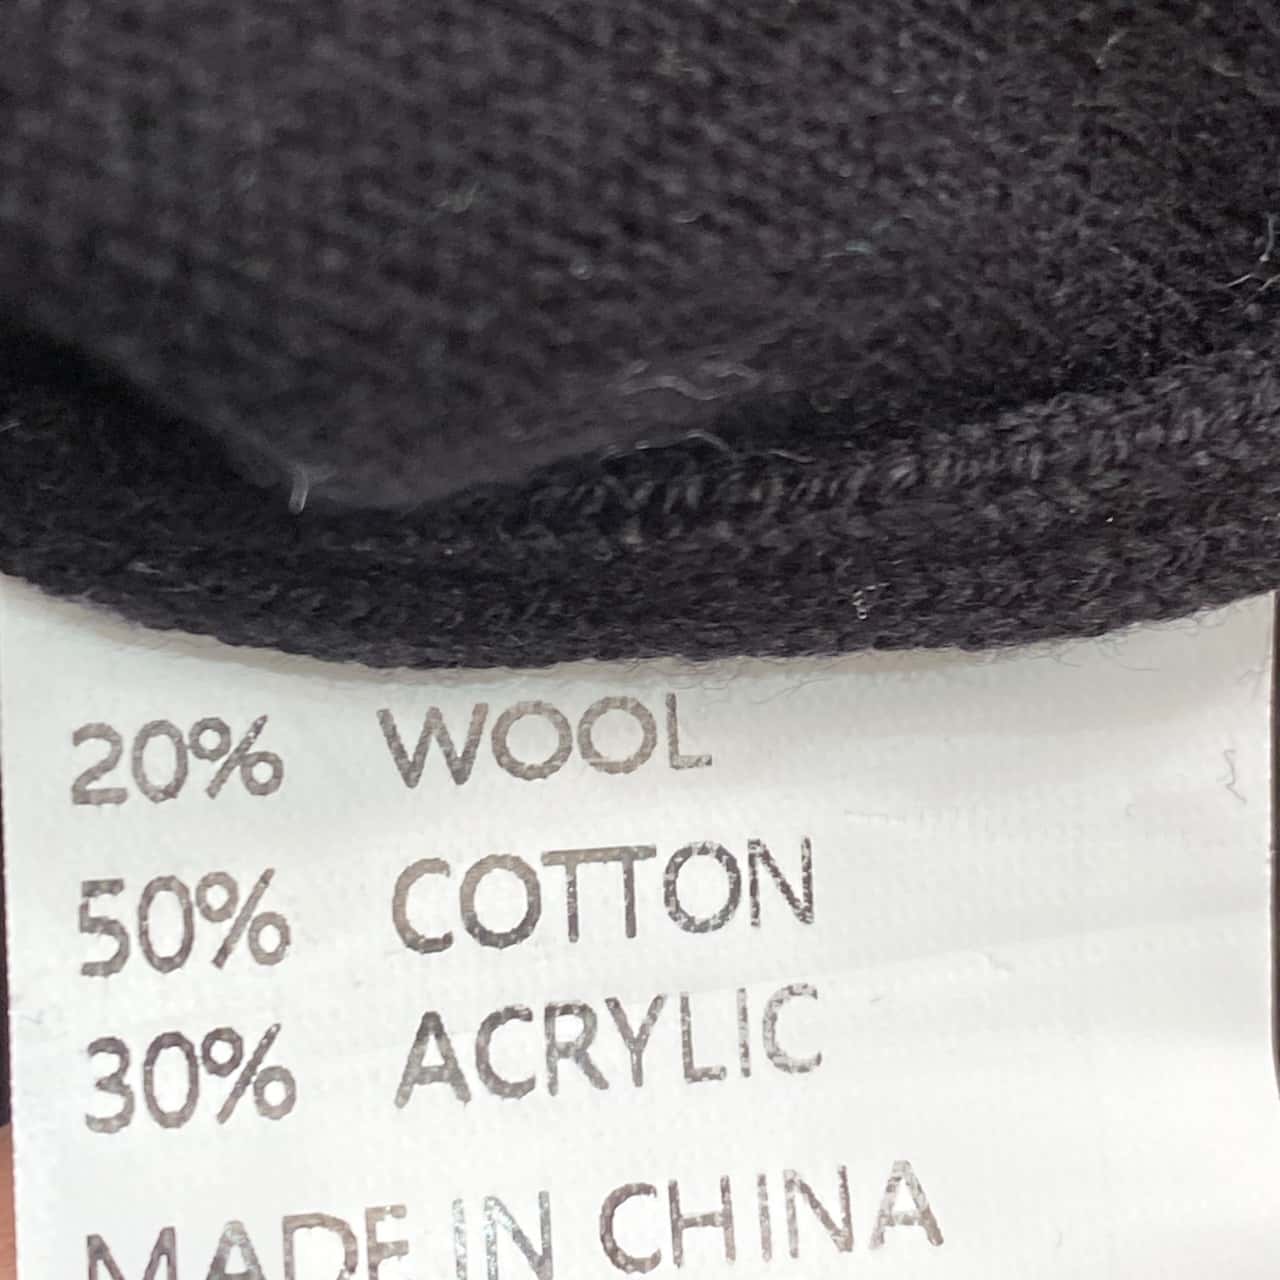 20% WOOL
50% COTTON
30% ACRYLIC
MADE IN CHINA